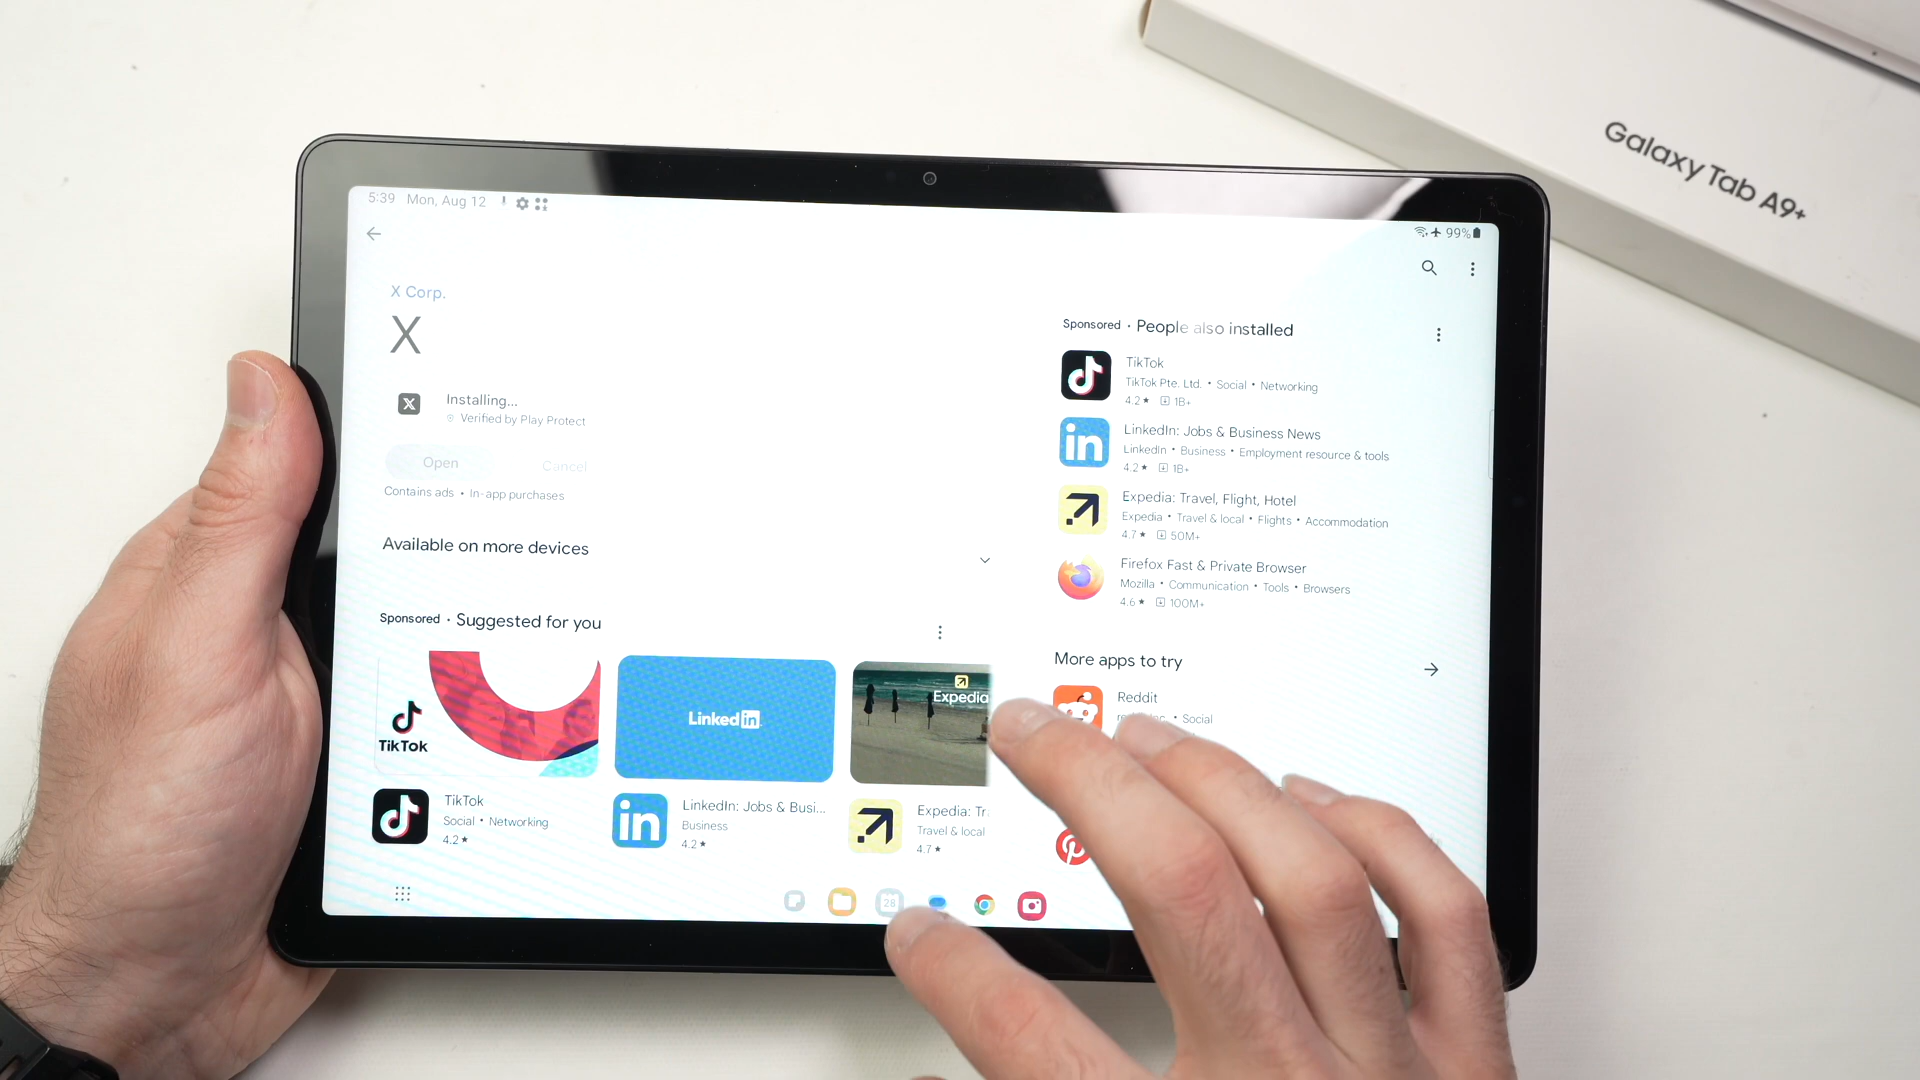 Galaxy Tab A9+
5:39 Mon, Aug 12
99%
X Corp.
X
Installing...
Verified by Play Protect
Open Cancel
Contains ads • In-app purchases
Available on more devices
Sponsored • Suggested for you
TikTok
LinkedIn
Expedia
TikTok
Social • Networking
4.2★
LinkedIn: Jobs & Busi...
Business
4.2★
Expedia: Tr
Travel & local
4.7★
Sponsored • People also installed
TikTok
TikTok Pte. Ltd. • Social • Networking
4.2★ 1B+
in
LinkedIn: Jobs & Business News
LinkedIn • Business • Employment resource & tools
4.2★ 1B+
Expedia: Travel, Flight, Hotel
Expedia • Travel & local • Flights • Accommodation
4.7★ 50M+
Firefox Fast & Private Browser
Mozilla • Communication • Tools • Browsers
4.6★ 100M+
More apps to try
Reddit
• Social
in
28